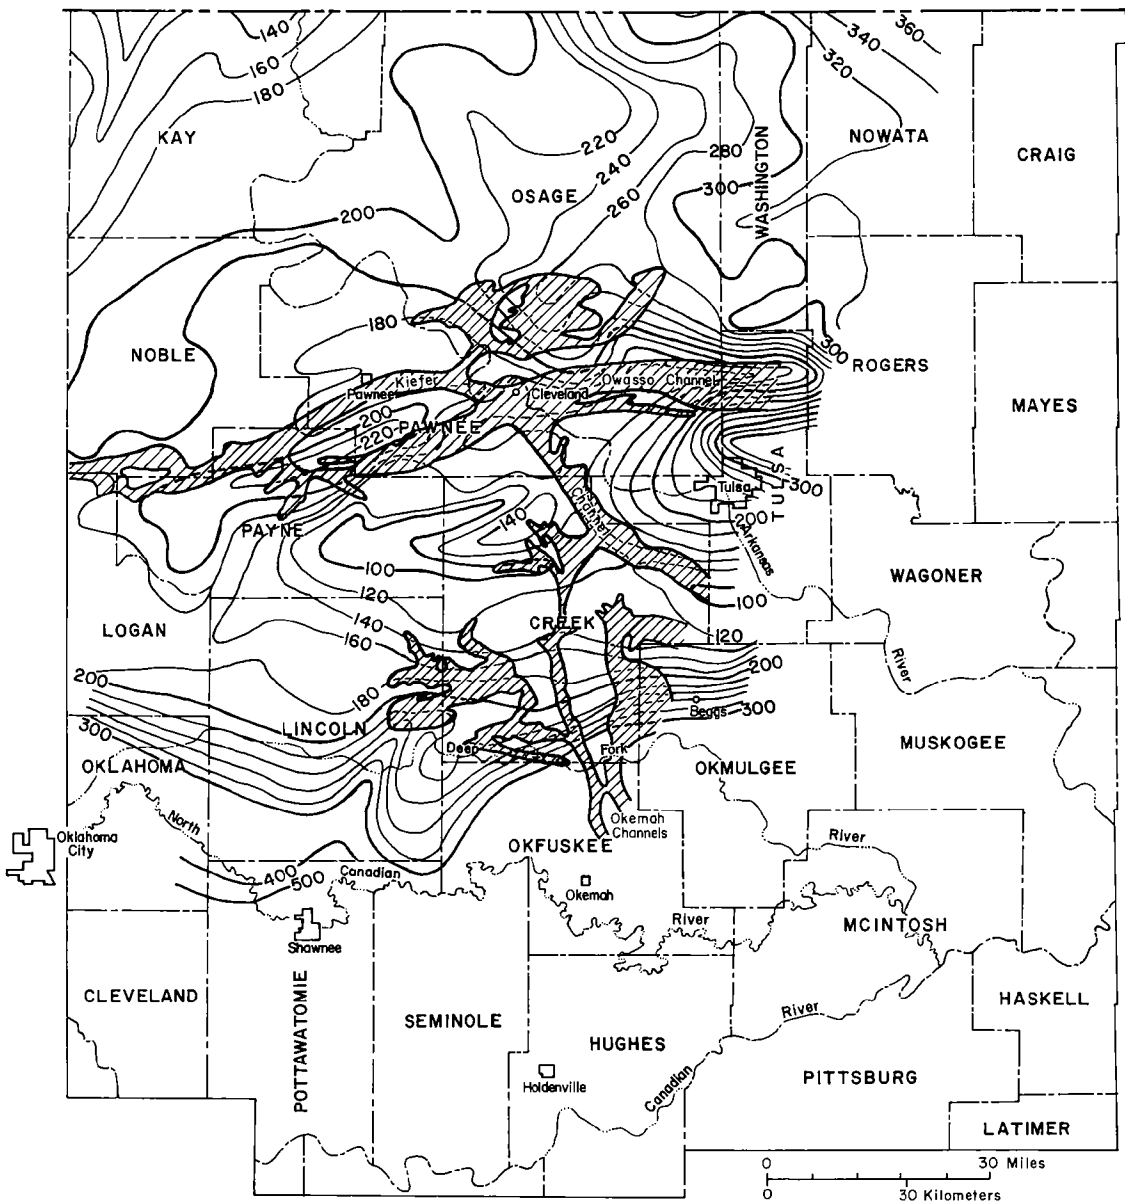 140
160
180
360
340
320
KAY
220
280
NOWATA
CRAIG
240
WASHINGTON
OSAGE
260
300
200
180
NOBLE
300
ROGERS
Kiefer
Owasso Channel
Pawnee
Cleveland
MAYES
200
PAWNEE
220
TULSA
300
Tulsa
Channel
200
PAYNE
140
Arkansas
100
WAGONER
120
100
LOGAN
140
CREEK
120
160
200
River
200
180
Beggs
300
300
LINCOLN
MUSKOGEE
Deep
Fork
OKLAHOMA
OKMULGEE
North
Okemah
Channels
River
Oklahoma
City
OKFUSKEE
400
500
Canadian
Okemah
River
MCINTOSH
Shawnee
CLEVELAND
POTTAWATOMIE
HASKELL
River
SEMINOLE
HUGHES
PITTSBURG
Holdenville
Canadian
LATIMER
0 30 Miles
0 30 Kilometers